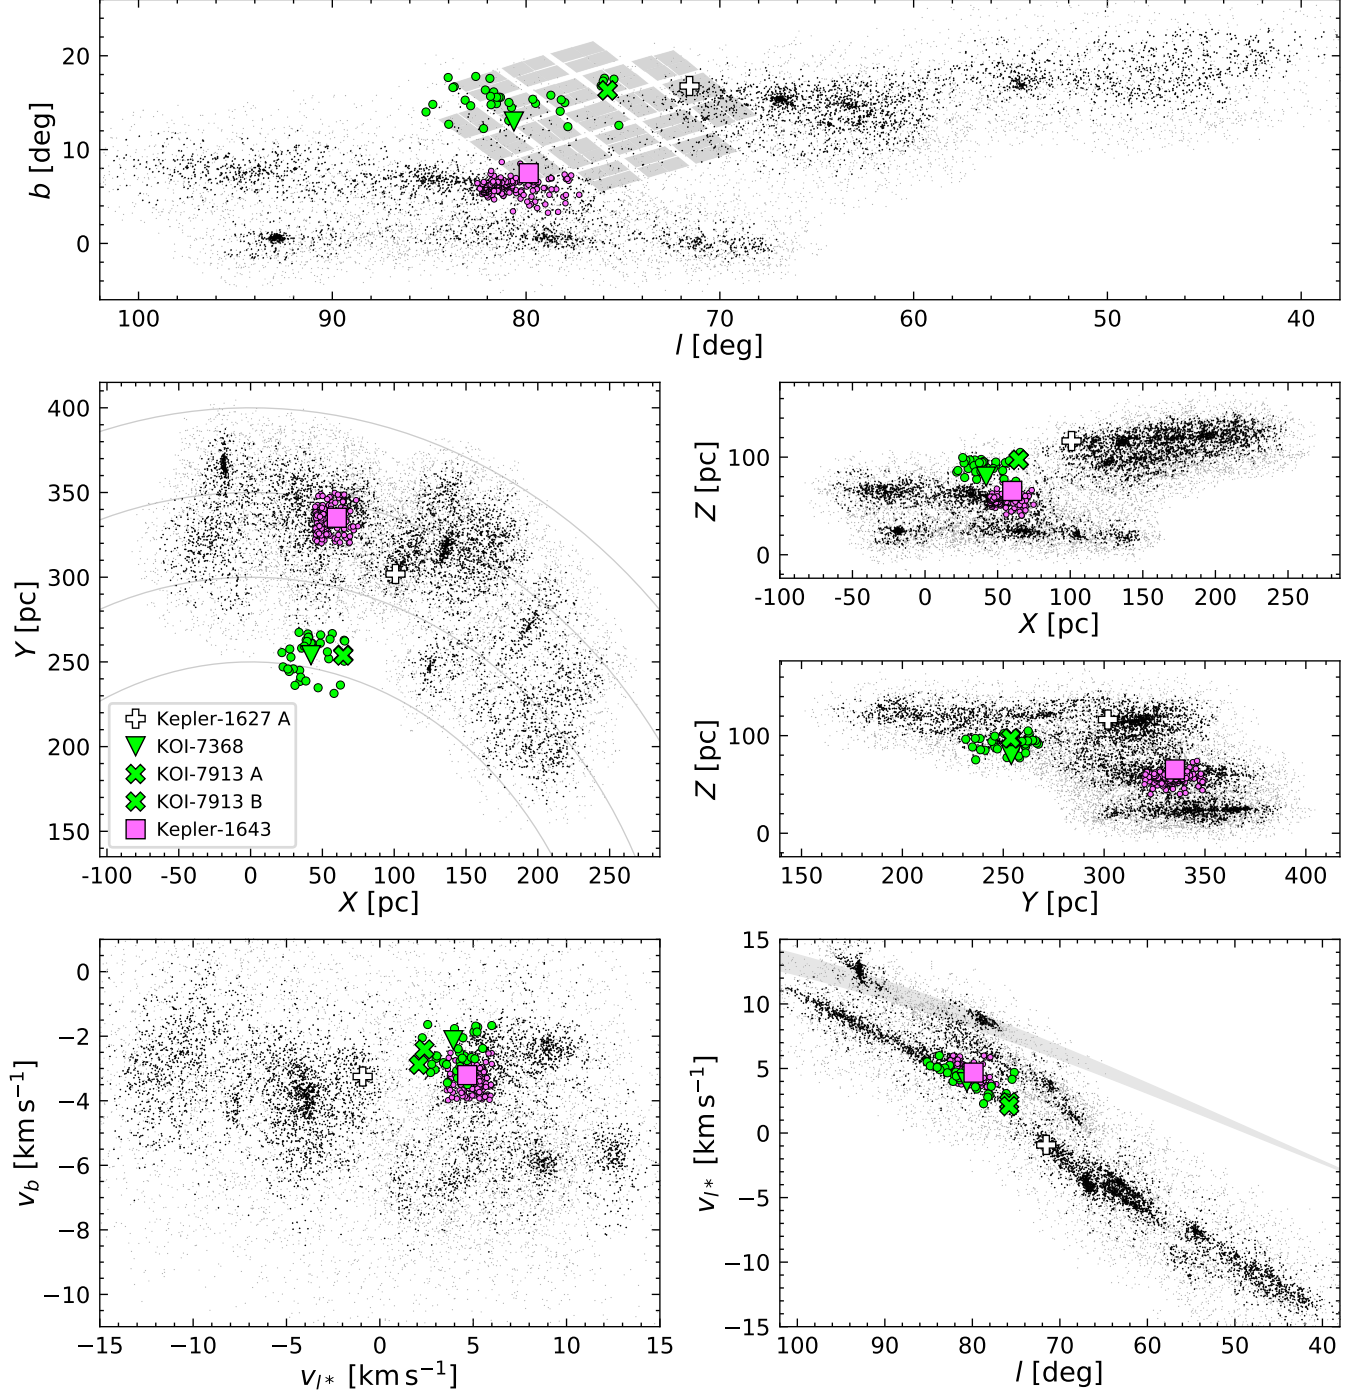 20
10
0
b [deg]
100 90 80 70 60 50 40
l [deg]
400
350
300
250
200
150
Y [pc]
Kepler-1627 A
KOI-7368
KOI-7913 A
KOI-7913 B
Kepler-1643
-100 -50 0 50 100 150 200 250
X [pc]
100
0
Z [pc]
-100 -50 0 50 100 150 200 250
X [pc]
100
0
Z [pc]
150 200 250 300 350 400
Y [pc]
0
−2
−4
−6
−8
−10
v_b [km s⁻¹]
−15 −10 −5 0 5 10 15
v_{l*} [km s⁻¹]
15
10
5
0
−5
−10
−15
v_{l*} [km s⁻¹]
100 90 80 70 60 50 40
l [deg]